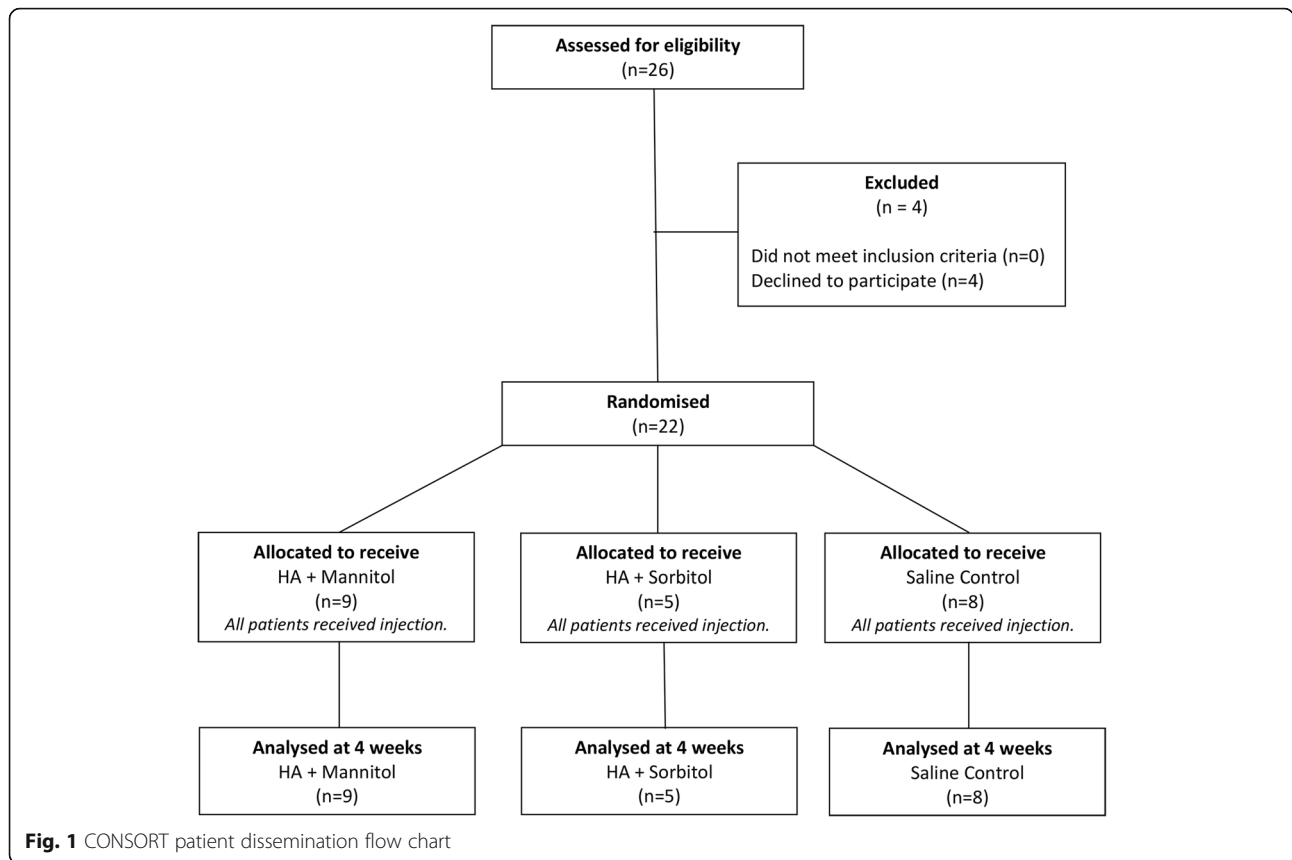 Assessed for eligibility
(n=26)
Excluded
(n = 4)
Did not meet inclusion criteria (n=0)
Declined to participate (n=4)
Randomised
(n=22)
Allocated to receive
HA + Mannitol
(n=9)
All patients received injection.
Allocated to receive
HA + Sorbitol
(n=5)
All patients received injection.
Allocated to receive
Saline Control
(n=8)
All patients received injection.
Analysed at 4 weeks
HA + Mannitol
(n=9)
Analysed at 4 weeks
HA + Sorbitol
(n=5)
Analysed at 4 weeks
Saline Control
(n=8)
Fig. 1 CONSORT patient dissemination flow chart